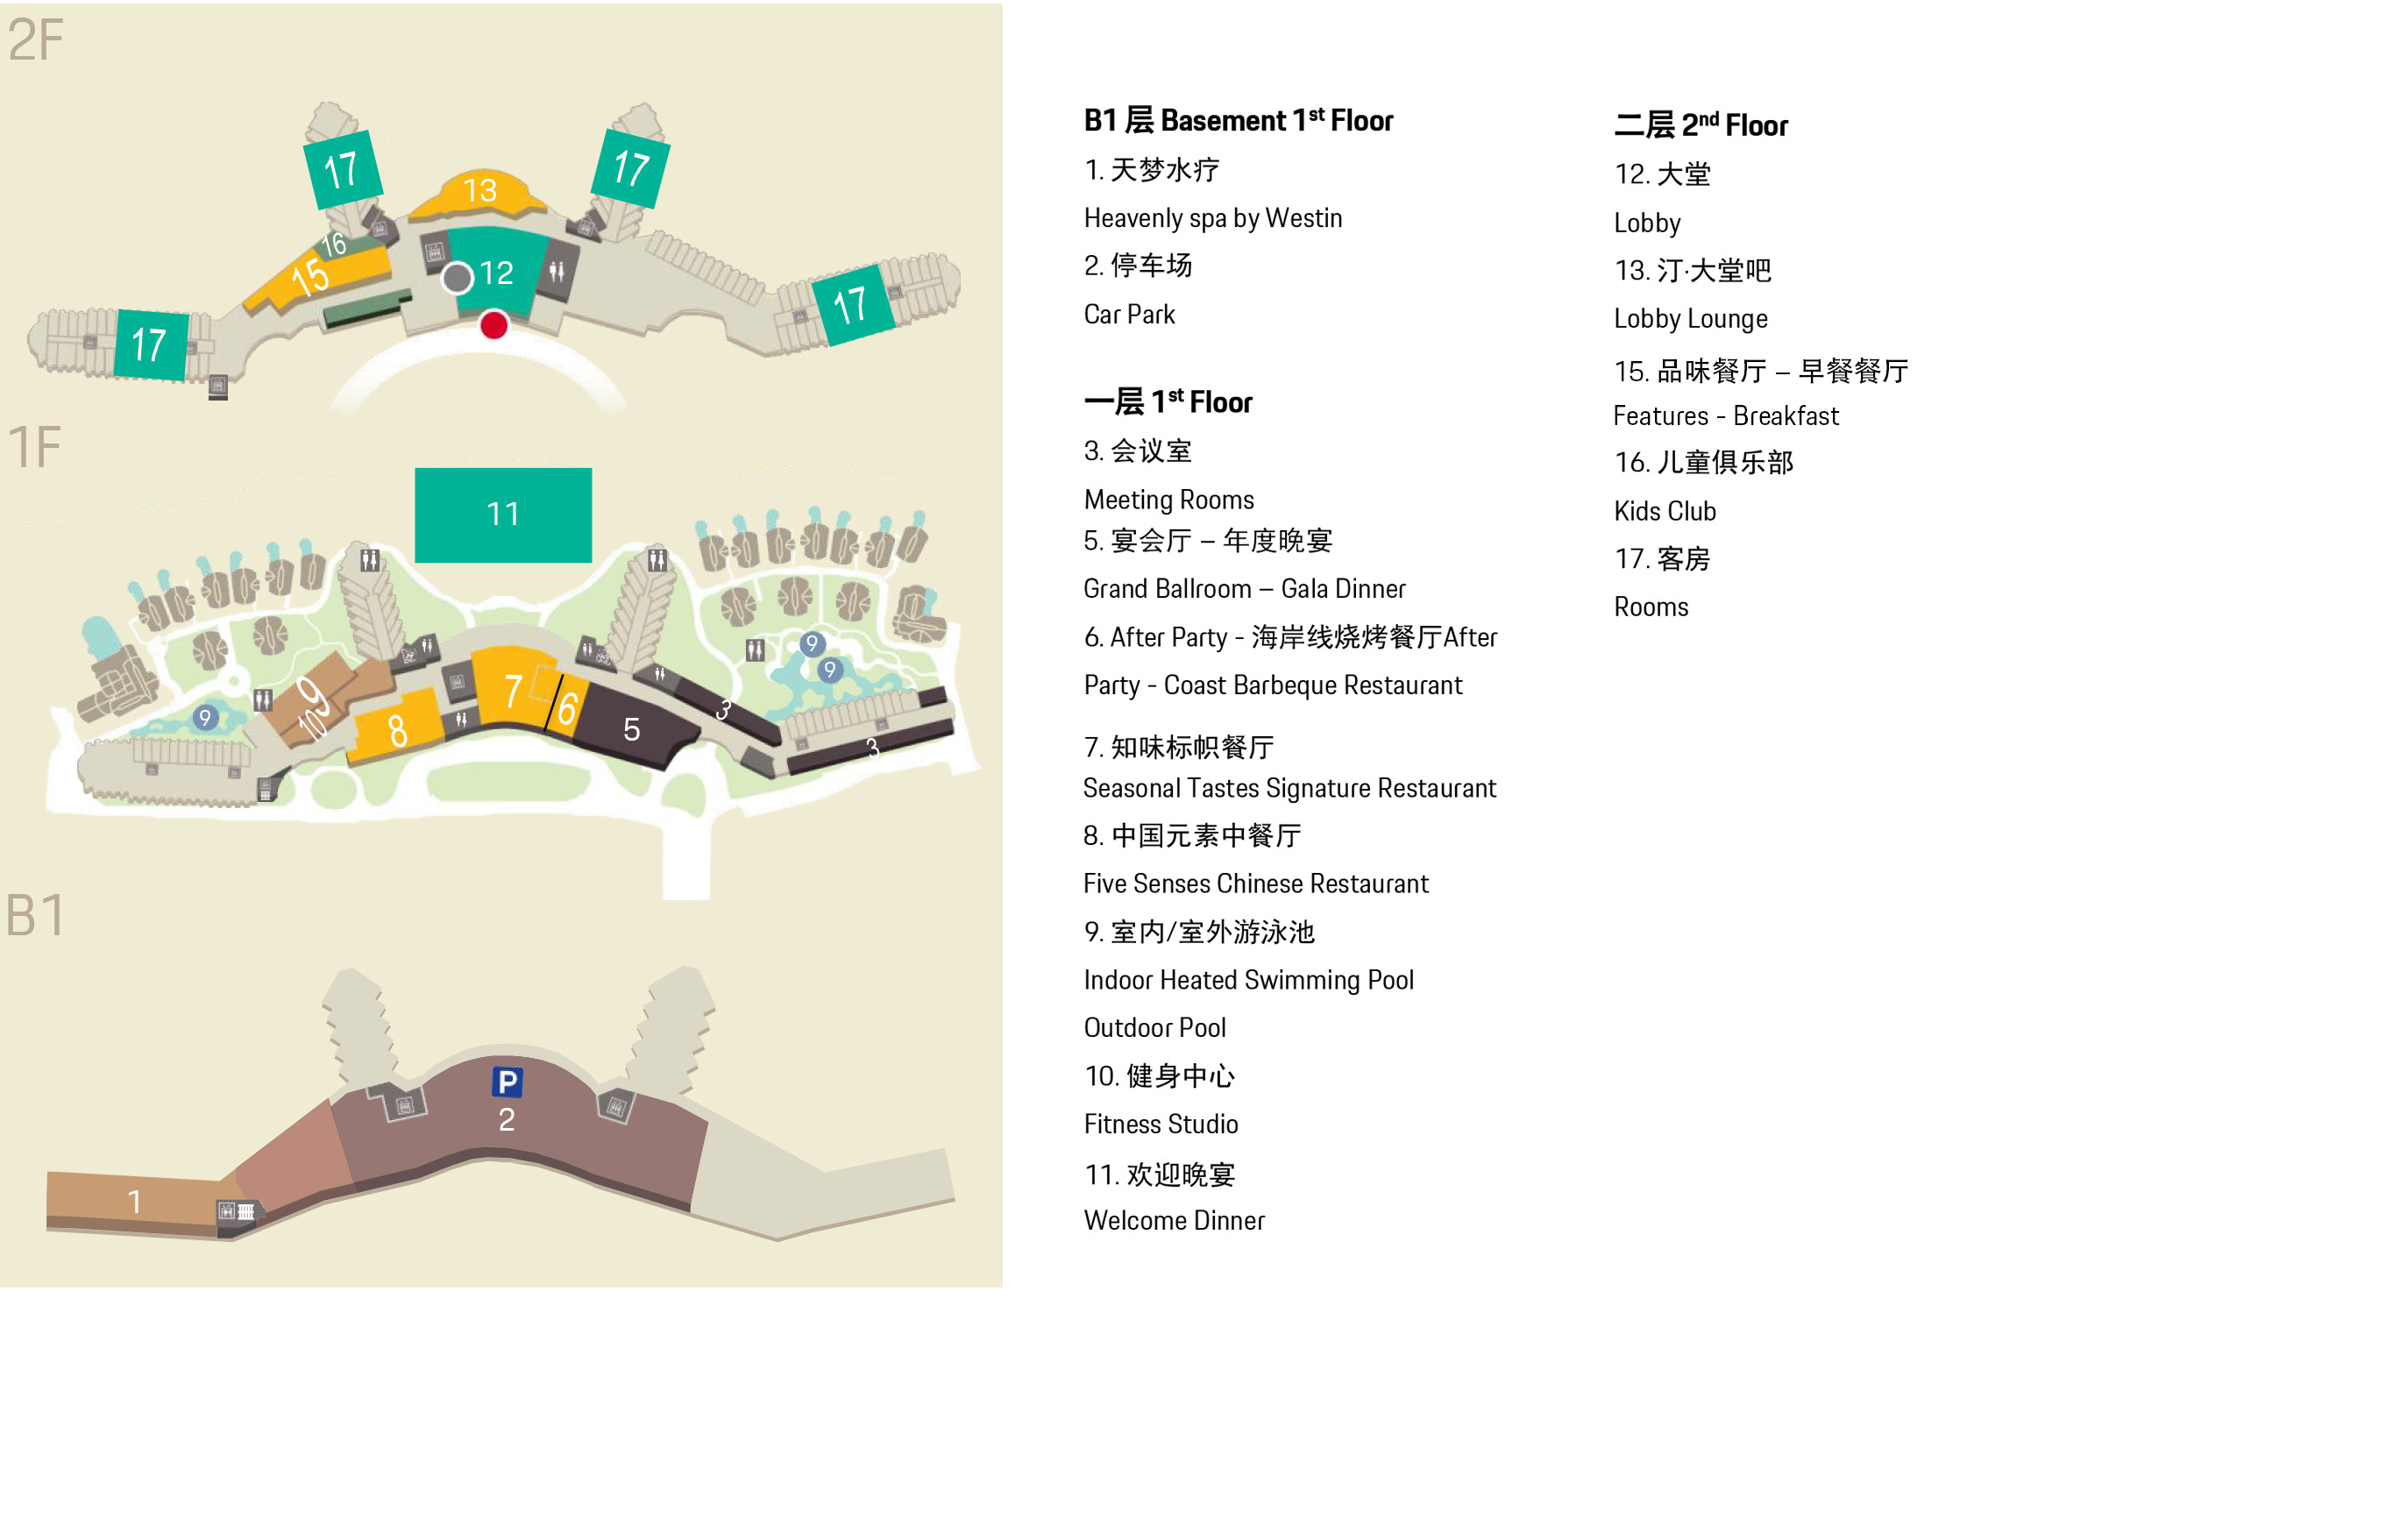 2F
17
17
13
16
15
12
17
17
1F
11
9
9
9
10
9
7
6
8
5
3
3
B1
P
2
1
B1 层 Basement 1st Floor
1. 天梦水疗
Heavenly spa by Westin
2. 停车场
Car Park
一层 1st Floor
3. 会议室
Meeting Rooms
5. 宴会厅 – 年度晚宴
Grand Ballroom – Gala Dinner
6. After Party - 海岸线烧烤餐厅After
Party - Coast Barbeque Restaurant
7. 知味标帜餐厅
Seasonal Tastes Signature Restaurant
8. 中国元素中餐厅
Five Senses Chinese Restaurant
9. 室内/室外游泳池
Indoor Heated Swimming Pool
Outdoor Pool
10. 健身中心
Fitness Studio
11. 欢迎晚宴
Welcome Dinner
二层 2nd Floor
12. 大堂
Lobby
13. 汀·大堂吧
Lobby Lounge
15. 品味餐厅 – 早餐餐厅
Features - Breakfast
16. 儿童俱乐部
Kids Club
17. 客房
Rooms